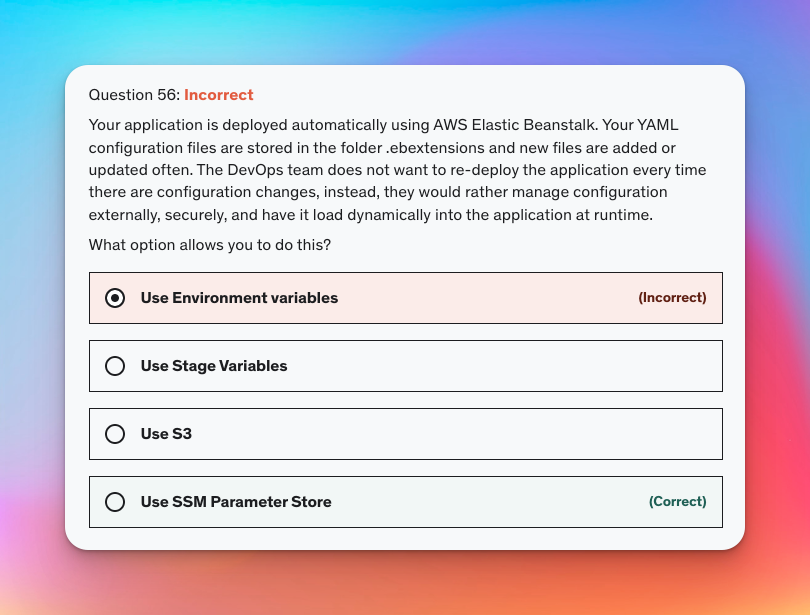 Question 56: Incorrect
Your application is deployed automatically using AWS Elastic Beanstalk. Your YAML
configuration files are stored in the folder .ebextensions and new files are added or
updated often. The DevOps team does not want to re-deploy the application every time
there are configuration changes, instead, they would rather manage configuration
externally, securely, and have it load dynamically into the application at runtime.
What option allows you to do this?
Use Environment variables (Incorrect)
Use Stage Variables
Use S3
Use SSM Parameter Store (Correct)